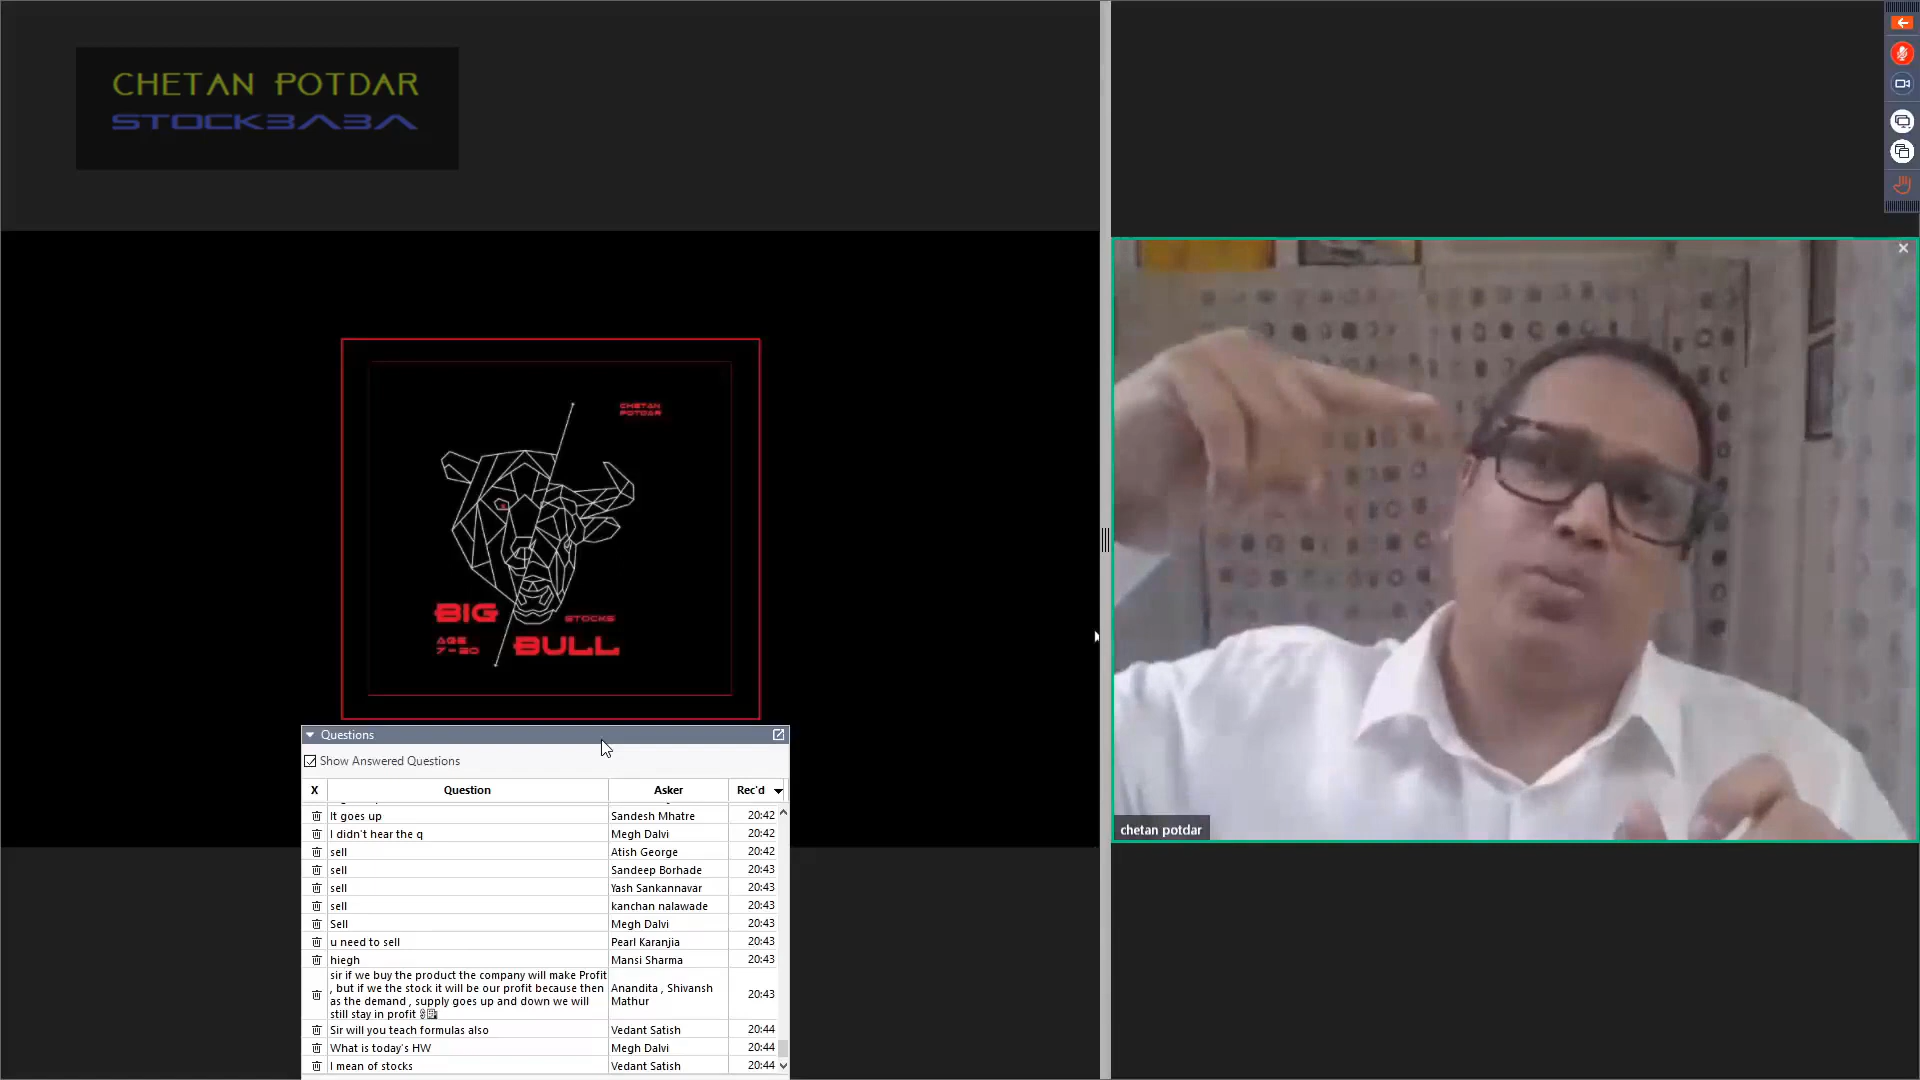 CHETAN POTDAR
STOCKBABA
CHETAN
POTDAR
BIG
STOCKS
AGE
7-20
BULL
Questions
Show Answered Questions
X Question Asker Rec'd
It goes up Sandesh Mhatre 20:42
I didn't hear the q Megh Dalvi 20:42
sell Atish George 20:42
sell Sandeep Borhade 20:43
sell Yash Sankannavar 20:43
sell kanchan nalawade 20:43
Sell Megh Dalvi 20:43
u need to sell Pearl Karanjia 20:43
hiegh Mansi Sharma 20:43
sir if we buy the product the company will make Profit
, but if we the stock it will be our profit because then
as the demand , supply goes up and down we will
still stay in profit
Anandita , Shivansh
Mathur
20:43
Sir will you teach formulas also Vedant Satish 20:44
What is today's HW Megh Dalvi 20:44
I mean of stocks Vedant Satish 20:44
chetan potdar